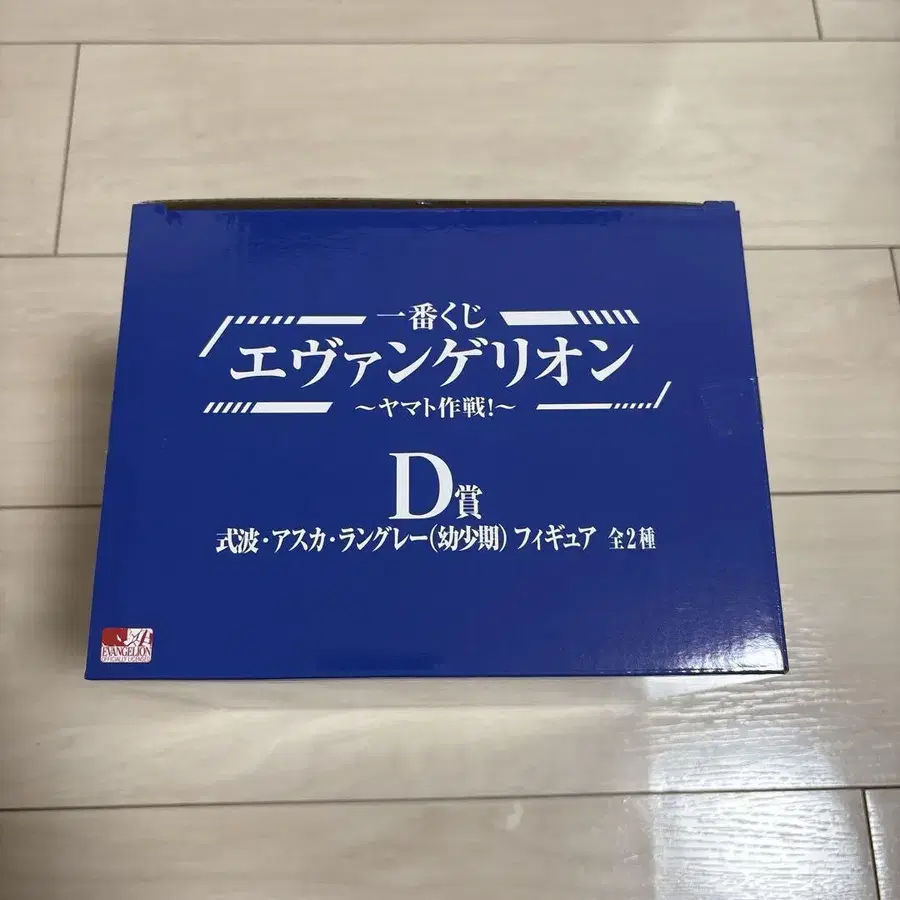 一番くじ
エヴァンゲリオン
～ヤマト作戦!～
D賞
式波・アスカ・ラングレー(幼少期) フィギュア 全2種
EVANGELION
OFFICIALLY LICENSED